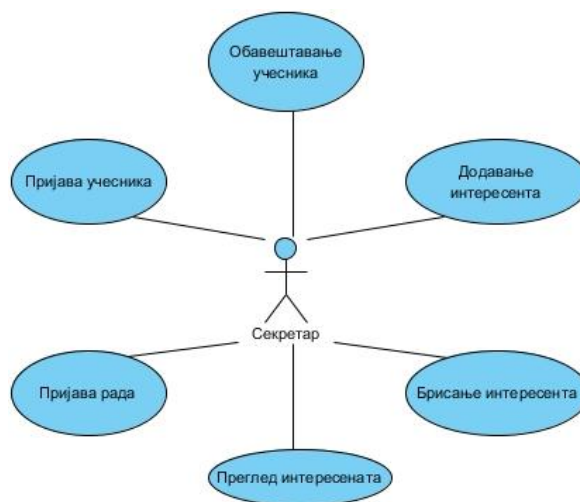 Обавештавање
учесника
Пријава учесника
Додавање
интересента
Секретар
Пријава рада
Брисање интересента
Преглед интересената